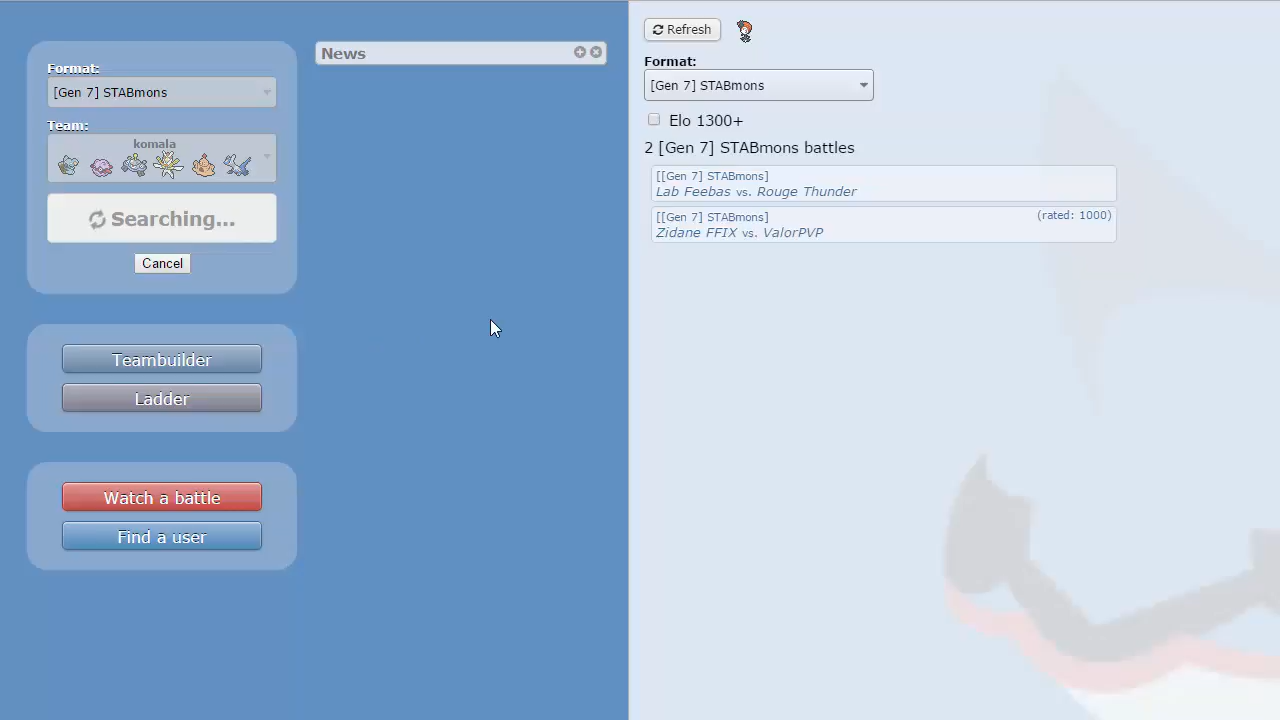 Format:
[Gen 7] STABmons
Team:
komala
Searching...
Cancel
Teambuilder
Ladder
Watch a battle
Find a user
News
Refresh
Format:
[Gen 7] STABmons
Elo 1300+
2 [Gen 7] STABmons battles
[[Gen 7] STABmons]
Lab Feebas vs. Rouge Thunder
[[Gen 7] STABmons] (rated: 1000)
Zidane FFIX vs. ValorPVP